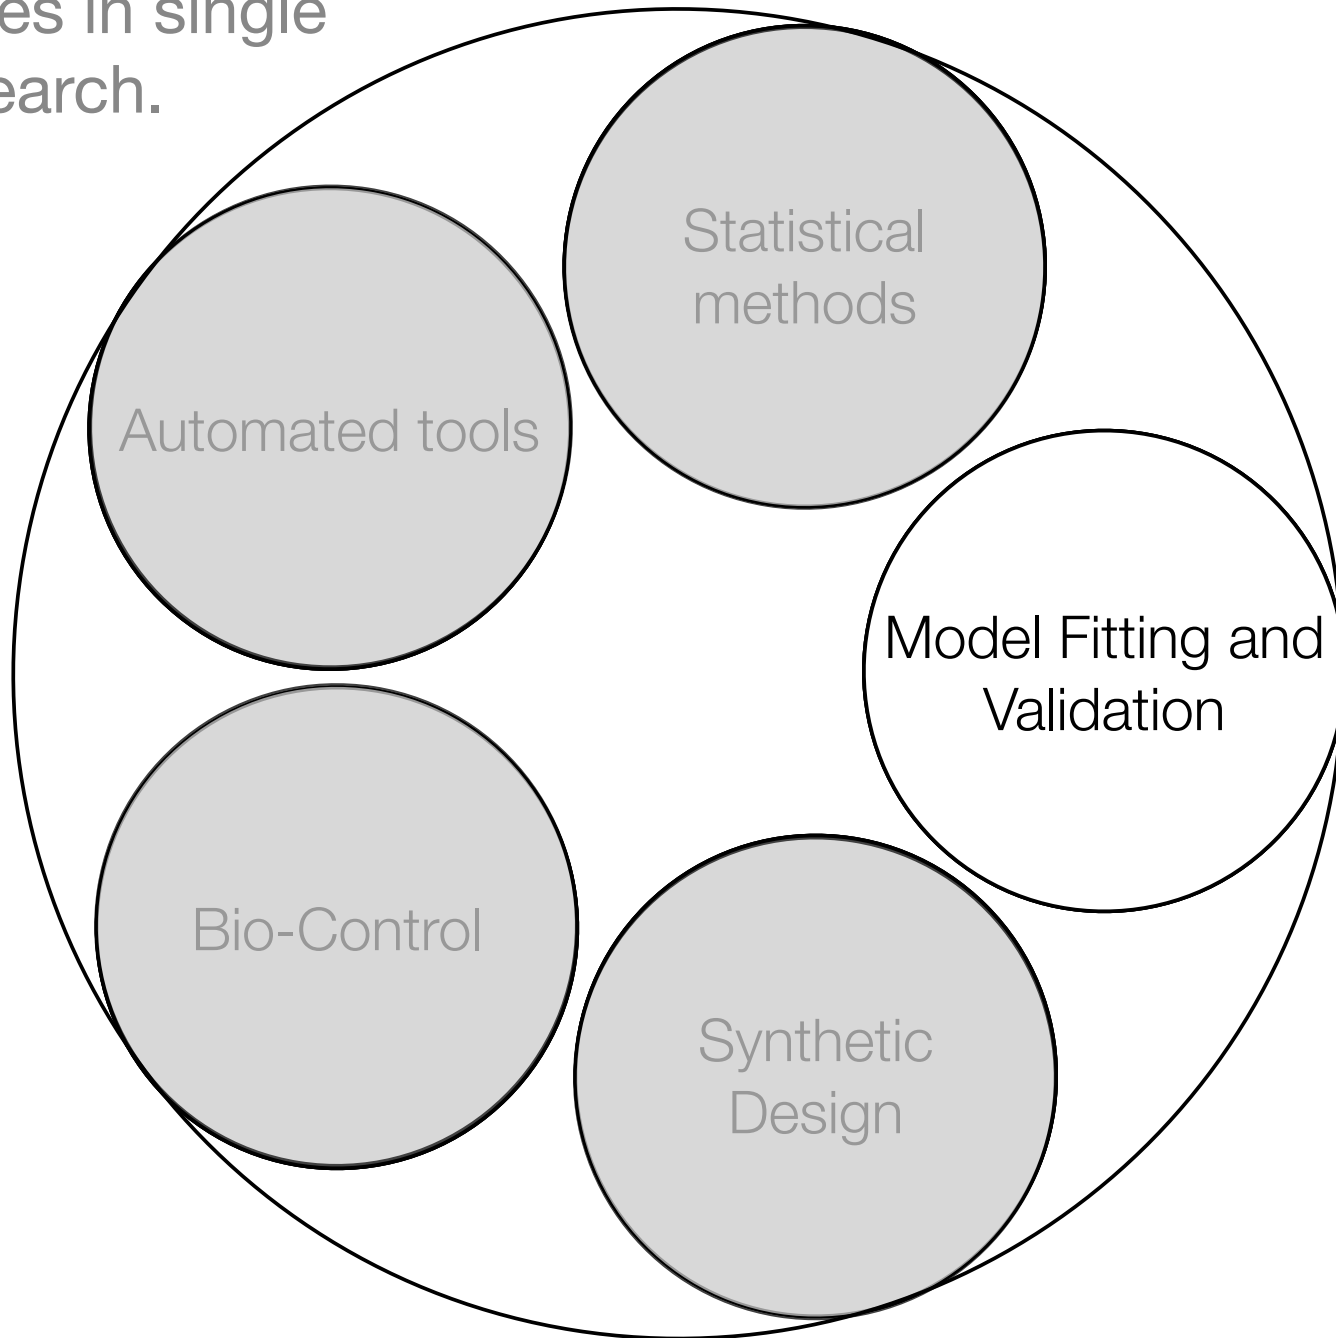 es in single
earch.
Statistical
methods
Automated tools
Model Fitting and
Validation
Bio-Control
Synthetic
Design